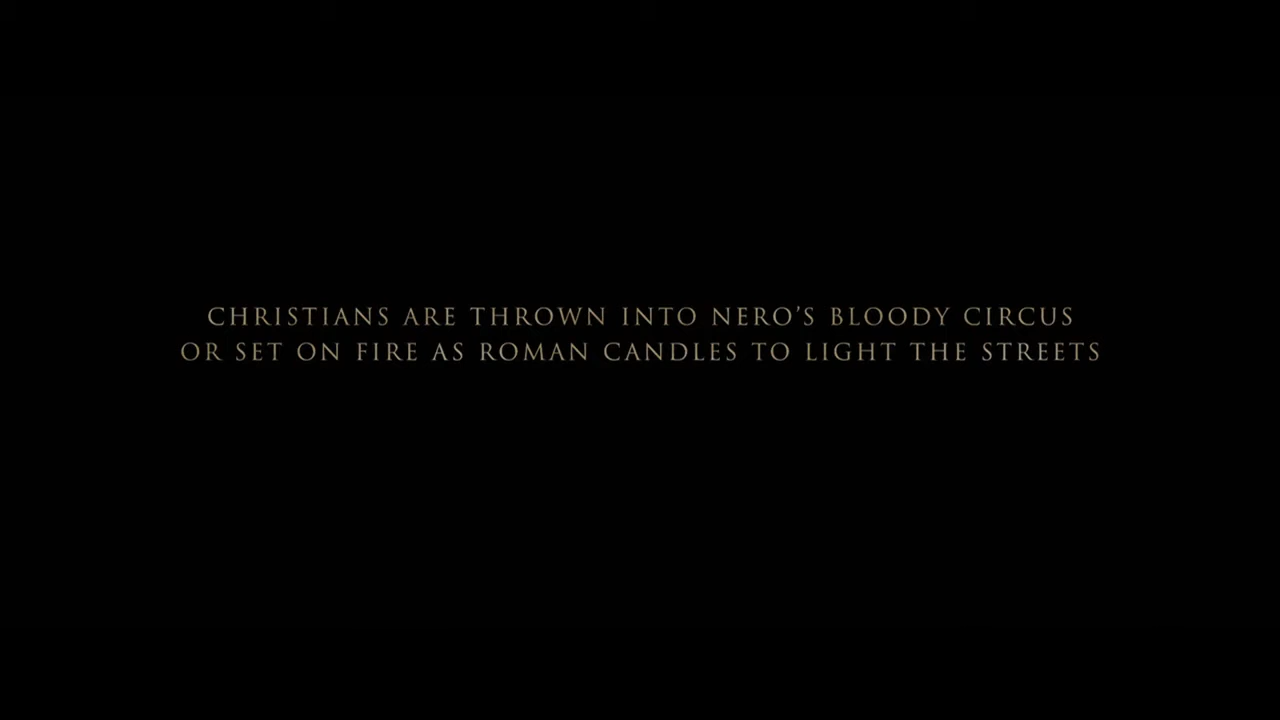 CHRISTIANS ARE THROWN INTO NERO’S BLOODY CIRCUS
OR SET ON FIRE AS ROMAN CANDLES TO LIGHT THE STREETS